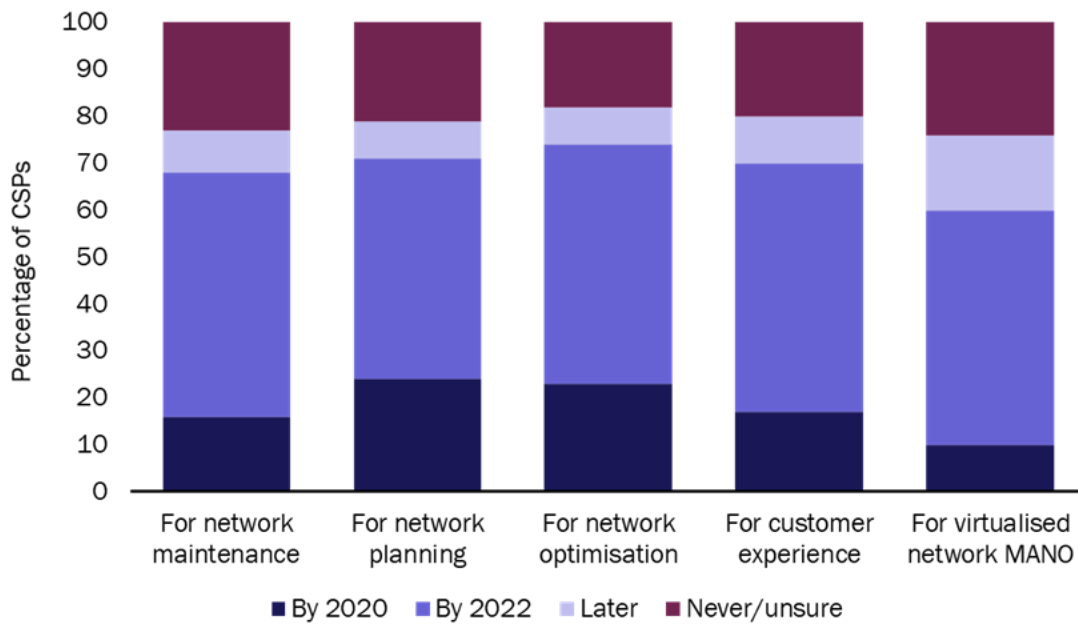 Percentage of CSPs
100
90
80
70
60
50
40
30
20
10
0
For network
maintenance
For network
planning
For network
optimisation
For customer
experience
For virtualised
network MANO
By 2020 By 2022 Later Never/unsure